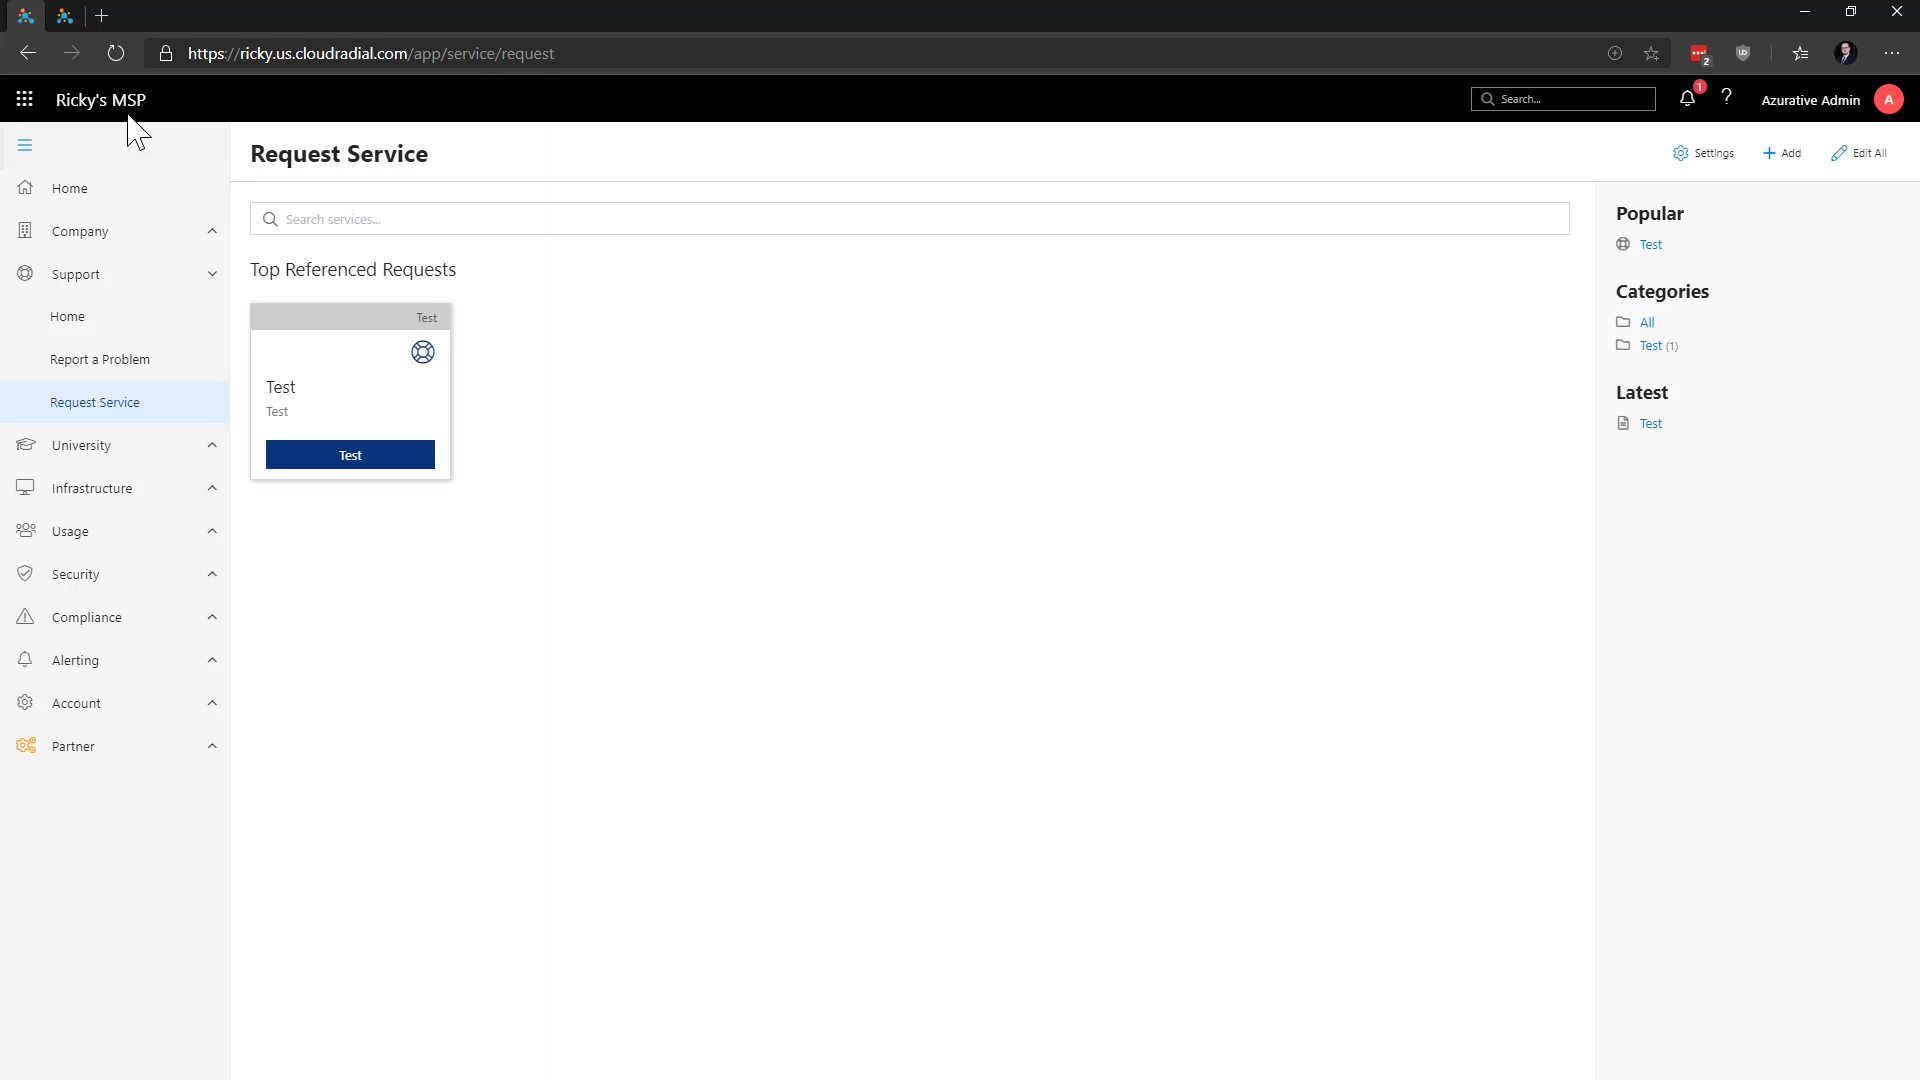 https://ricky.us.cloudradial.com/app/service/request
2
Ricky's MSP
Search...
1
?
Azurative Admin
A
Request Service
Settings
Add
Edit All
Home
Company
Support
Home
Report a Problem
Request Service
University
Infrastructure
Usage
Security
Compliance
Alerting
Account
Partner
Search services...
Top Referenced Requests
Test
Test
Test
Test
Popular
Test
Categories
All
Test (1)
Latest
Test